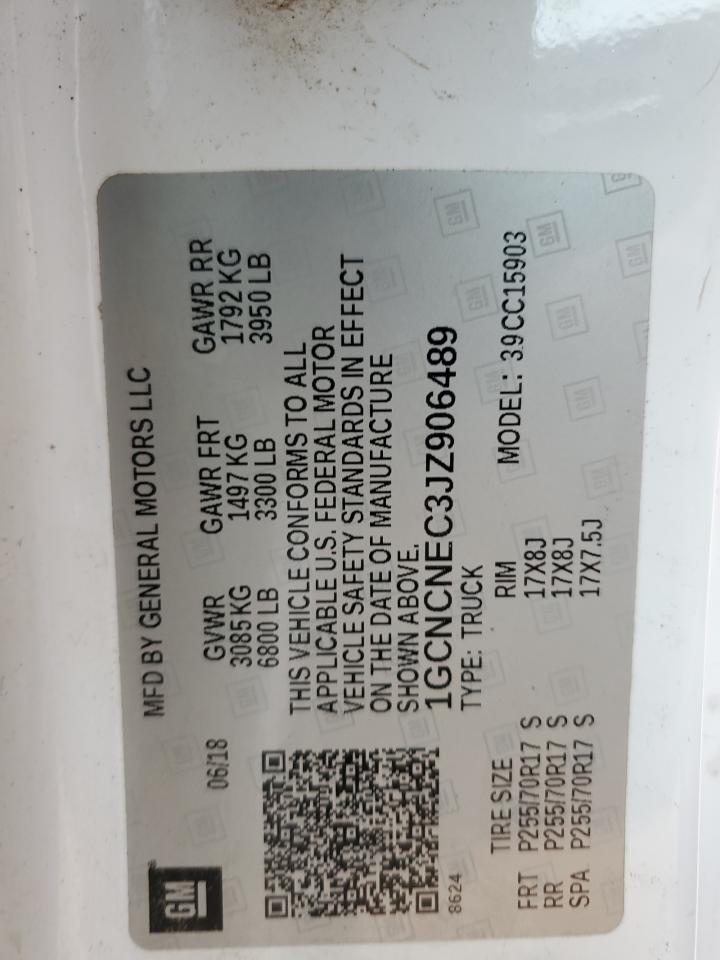 GM
MFD BY GENERAL MOTORS LLC
06/18
GVWR GAWR FRT GAWR RR
3085 KG 1497 KG 1792 KG
6800 LB 3300 LB 3950 LB
THIS VEHICLE CONFORMS TO ALL
APPLICABLE U.S. FEDERAL MOTOR
VEHICLE SAFETY STANDARDS IN EFFECT
ON THE DATE OF MANUFACTURE
SHOWN ABOVE.
1GCNCNEC3JZ906489
8624
TYPE: TRUCK
MODEL: 39CC15903
TIRE SIZE RIM
FRT P255/70R17 S 17X8J
RR P255/70R17 S 17X8J
SPA P255/70R17 S 17X7.5J